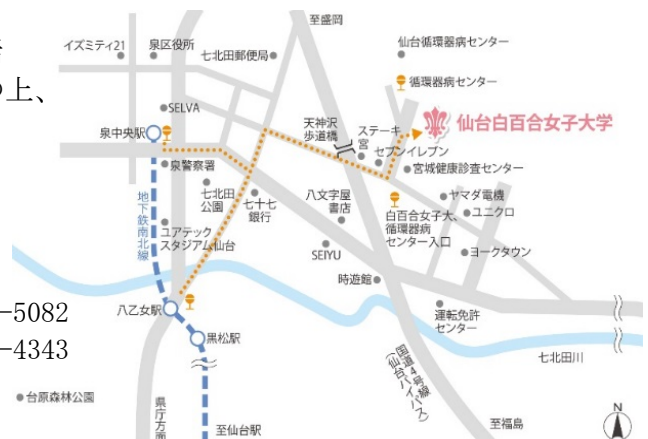 至盛岡
イズミティ21
泉区役所
七北田郵便局
仙台循環器病センター
上、
循環器病センター
SELVA
仙台白百合女子大学
泉中央駅
天神沢
歩道橋
ステーキ
宮
セブンイレブン
泉警察署
宮城健康診査センター
七北田
公園
七十七
銀行
八文字屋
書店
ヤマダ電機
白百合女子大、
循環器病
センター入口
ユニクロ
地下鉄南北線
ユアテック
スタジアム仙台
SEIYU
ヨークタウン
時遊館
八乙女駅
運転免許
センター
−5082
−4343
黒松駅
国道4号線
(仙台バイパス)
七北田川
台原森林公園
県庁方面
至仙台駅
至福島
N